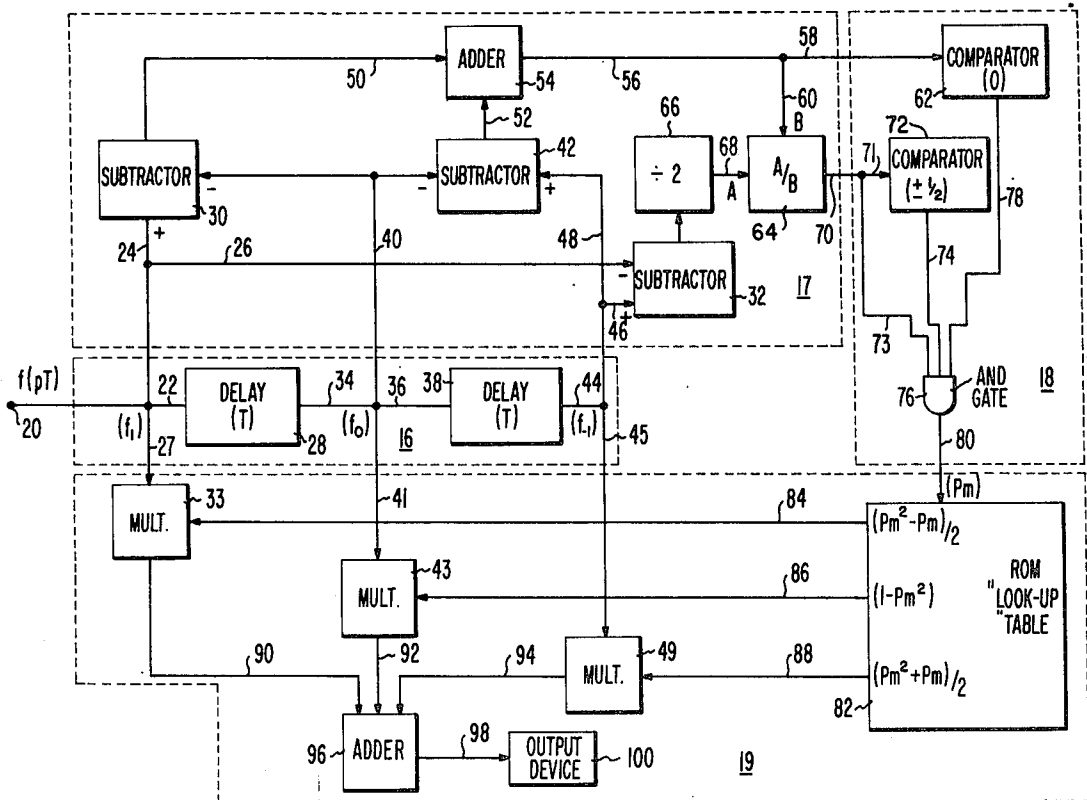 50
ADDER
54
56
58
COMPARATOR
(0)
62
60
B
52
66
÷ 2
68
A
A/B
64
70
71
72
COMPARATOR
(± ½)
78
SUBTRACTOR
-
30
+
24
26
40
-
SUBTRACTOR
42
+
48
-
SUBTRACTOR
32
46
+
17
74
73
76
AND
GATE
18
80
f(pT)
20
22
(f₁)
27
DELAY
(T)
28
34
(f₀)
36
16
38
DELAY
(T)
44
(f₋₁)
45
(Pm)
33
MULT.
41
84
(Pm²-Pm)/2
43
MULT.
86
(1-Pm²)
ROM
"LOOK-UP
"TABLE
90
92
94
49
MULT.
88
(Pm²+Pm)/2
82
96
ADDER
98
OUTPUT
DEVICE
100
19